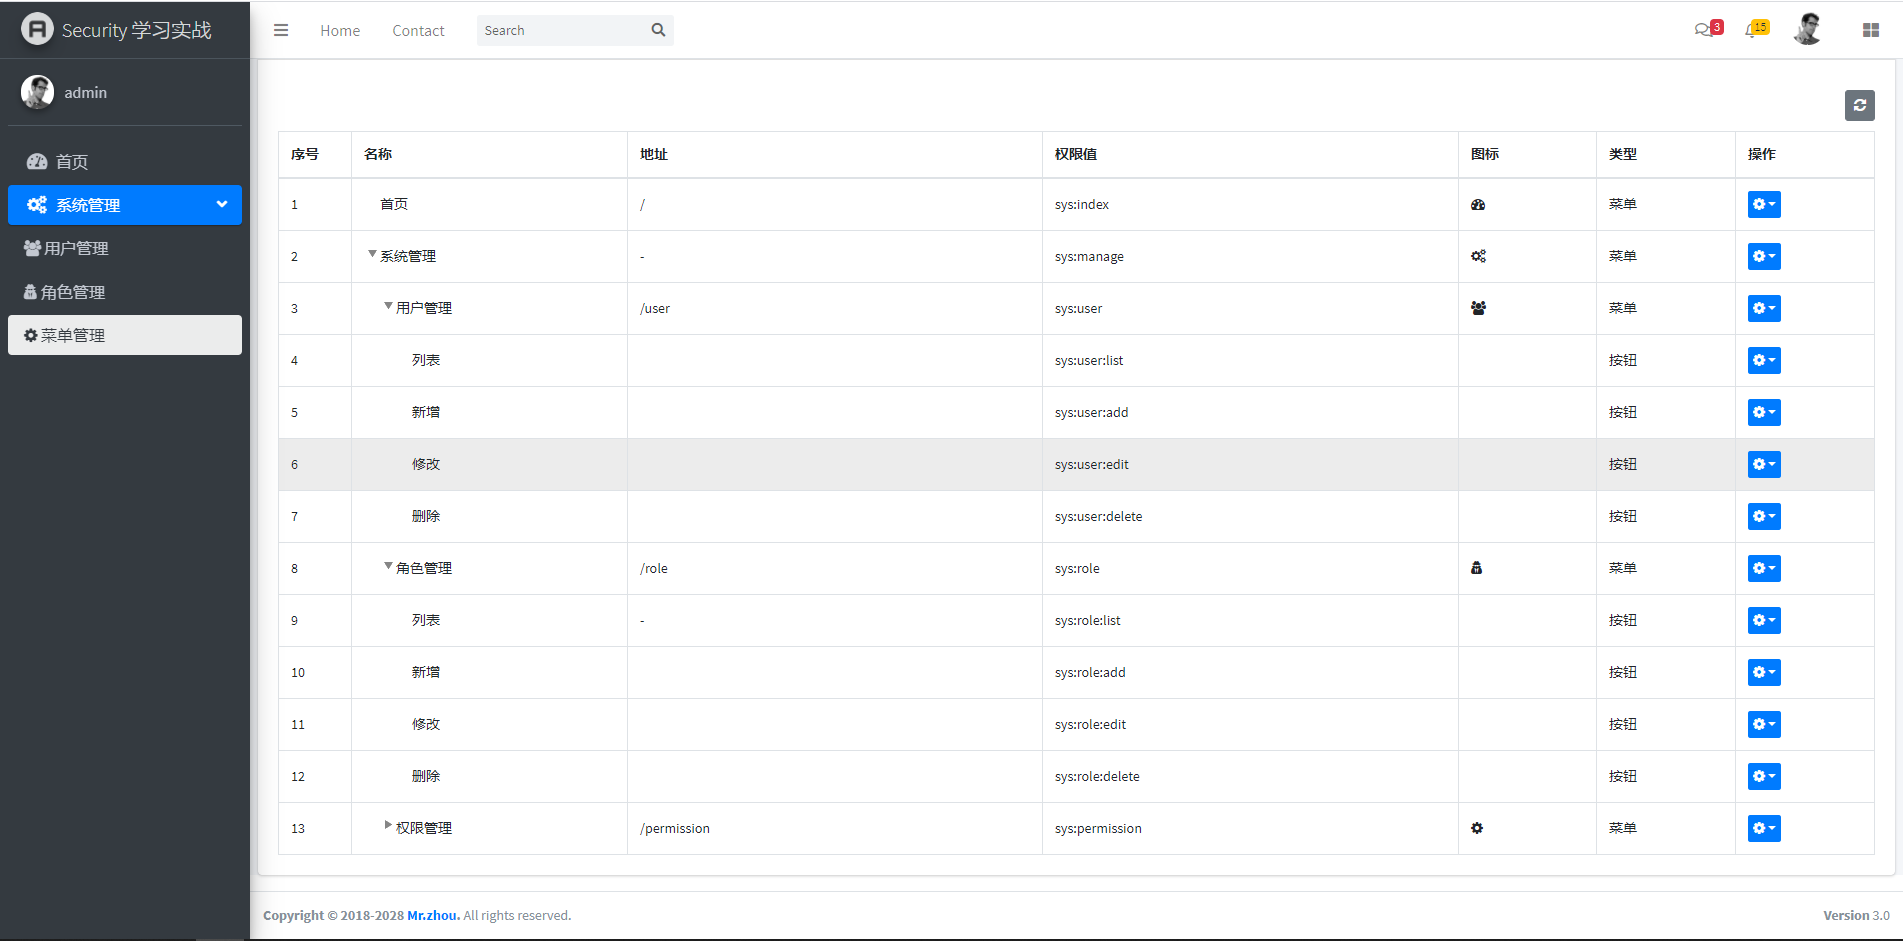 Security 学习实战
Home Contact Search 3 15
admin
首页
系统管理
用户管理
角色管理
菜单管理
序号 名称 地址 权限值 图标 类型 操作
1 首页 / sys:index 菜单
2 系统管理 - sys:manage 菜单
3 用户管理 /user sys:user 菜单
4 列表 sys:user:list 按钮
5 新增 sys:user:add 按钮
6 修改 sys:user:edit 按钮
7 删除 sys:user:delete 按钮
8 角色管理 /role sys:role 菜单
9 列表 - sys:role:list 按钮
10 新增 sys:role:add 按钮
11 修改 sys:role:edit 按钮
12 删除 sys:role:delete 按钮
13 权限管理 /permission sys:permission 菜单
Copyright © 2018-2028 Mr.zhou. All rights reserved. Version 3.0